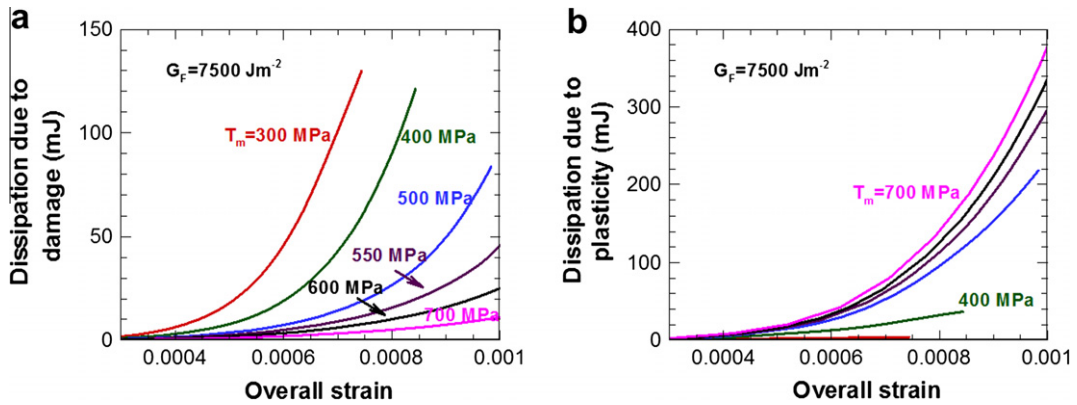 a
150
100
50
0
Dissipation due to
damage (mJ)
G_F=7500 Jm^-2
T_m=300 MPa
400 MPa
500 MPa
550 MPa
600 MPa
700 MPa
0.0004 0.0006 0.0008 0.001
Overall strain
b
400
300
200
100
0
Dissipation due to
plasticity (mJ)
G_F=7500 Jm^-2
T_m=700 MPa
400 MPa
0.0004 0.0006 0.0008 0.001
Overall strain